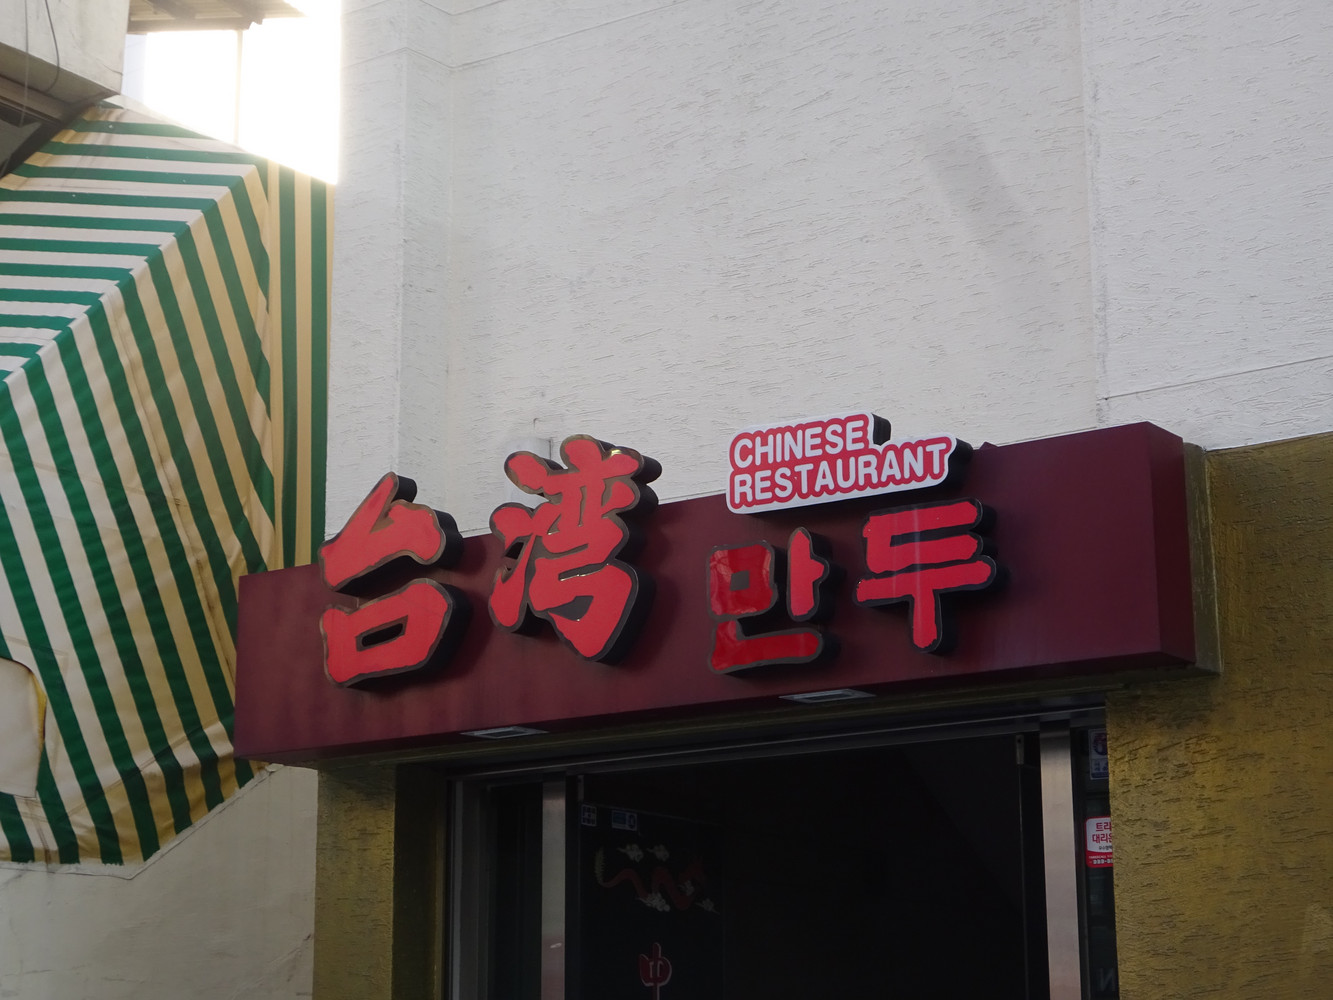 CHINESE
RESTAURANT
台湾 만두